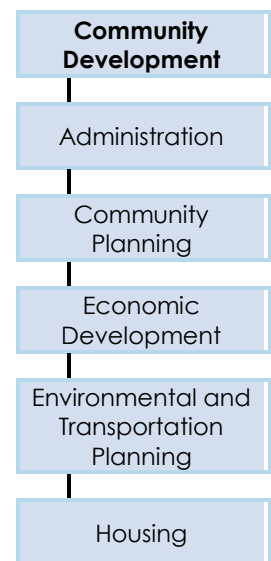 Community
Development
Administration
Community
Planning
Economic
Development
Environmental and
Transportation
Planning
Housing